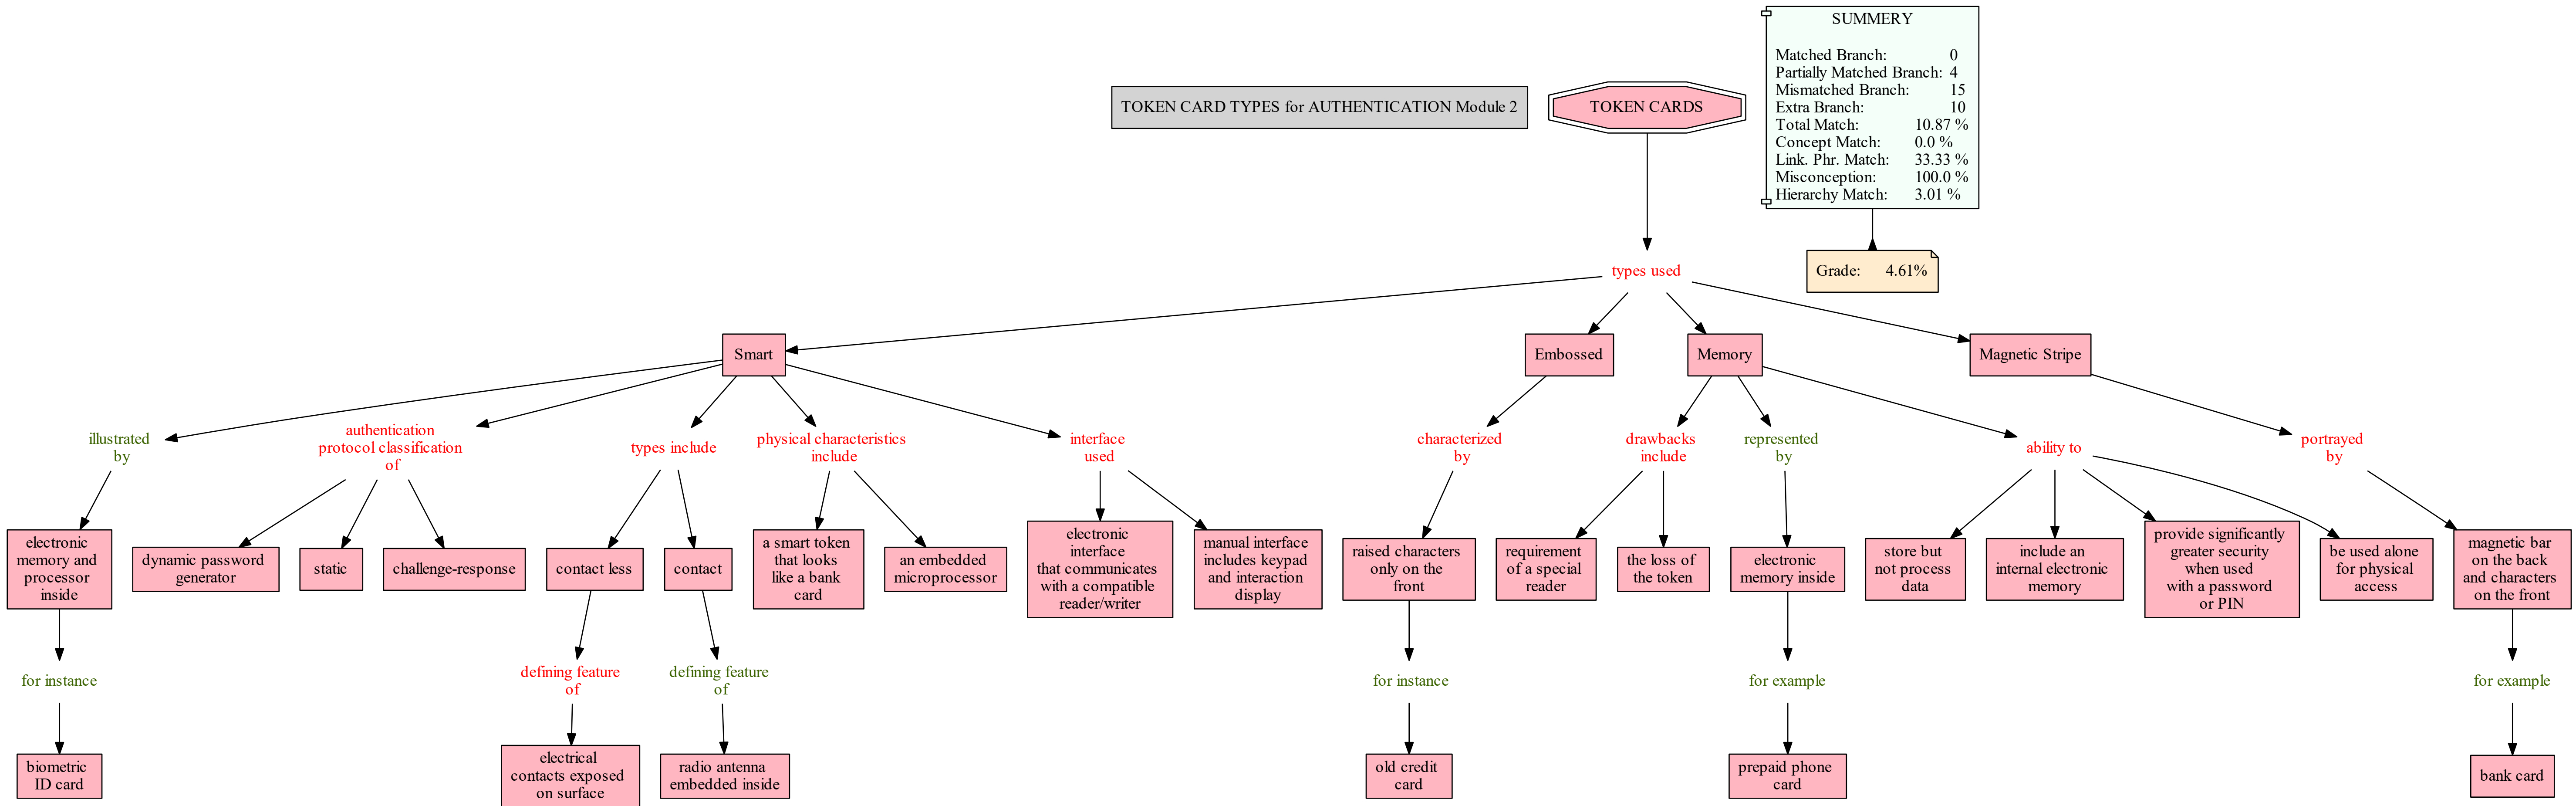 SUMMERY
Matched Branch: 0
Partially Matched Branch: 4
Mismatched Branch: 15
Extra Branch: 10
Total Match: 10.87 %
Concept Match: 0.0 %
Link. Phr. Match: 33.33 %
Misconception: 100.0 %
Hierarchy Match: 3.01 %
TOKEN CARD TYPES for AUTHENTICATION Module 2
TOKEN CARDS
types used
Grade: 4.61%
Smart
Embossed
Memory
Magnetic Stripe
illustrated
by
authentication
protocol classification
of
types include
physical characteristics
include
interface
used
characterized
by
drawbacks
include
represented
by
ability to
portrayed
by
electronic
memory and
processor
inside
dynamic password
generator
static
challenge-response
contact less
contact
a smart token
that looks
like a bank
card
an embedded
microprocessor
electronic
interface
that communicates
with a compatible
reader/writer
manual interface
includes keypad
and interaction
display
raised characters
only on the
front
requirement
of a special
reader
the loss of
the token
electronic
memory inside
store but
not process
data
include an
internal electronic
memory
provide significantly
greater security
when used
with a password
or PIN
be used alone
for physical
access
magnetic bar
on the back
and characters
on the front
for instance
defining feature
of
defining feature
of
for instance
for example
for example
biometric
ID card
electrical
contacts exposed
on surface
radio antenna
embedded inside
old credit
card
prepaid phone
card
bank card